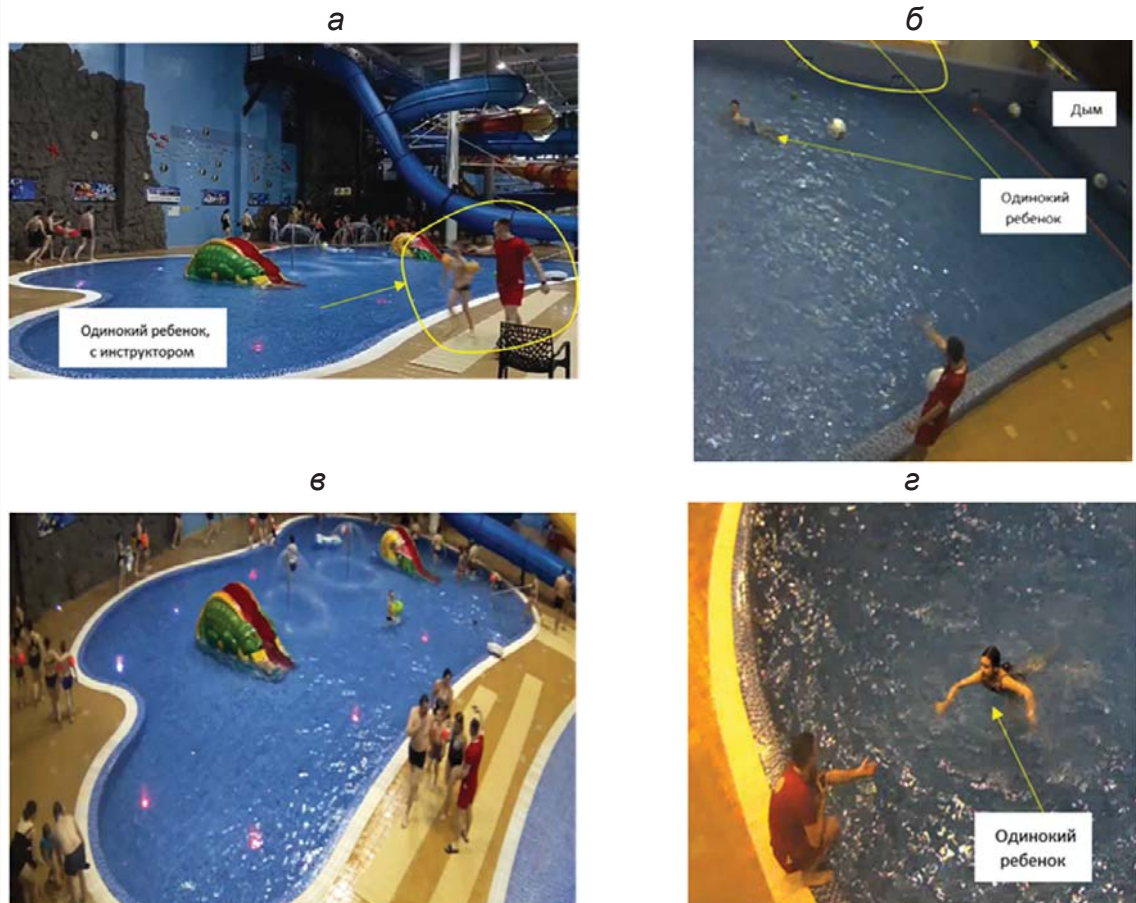 а
б
Дым
Одинокий
ребенок
Одинокий ребенок,
с инструктором
в
г
Одинокий
ребенок